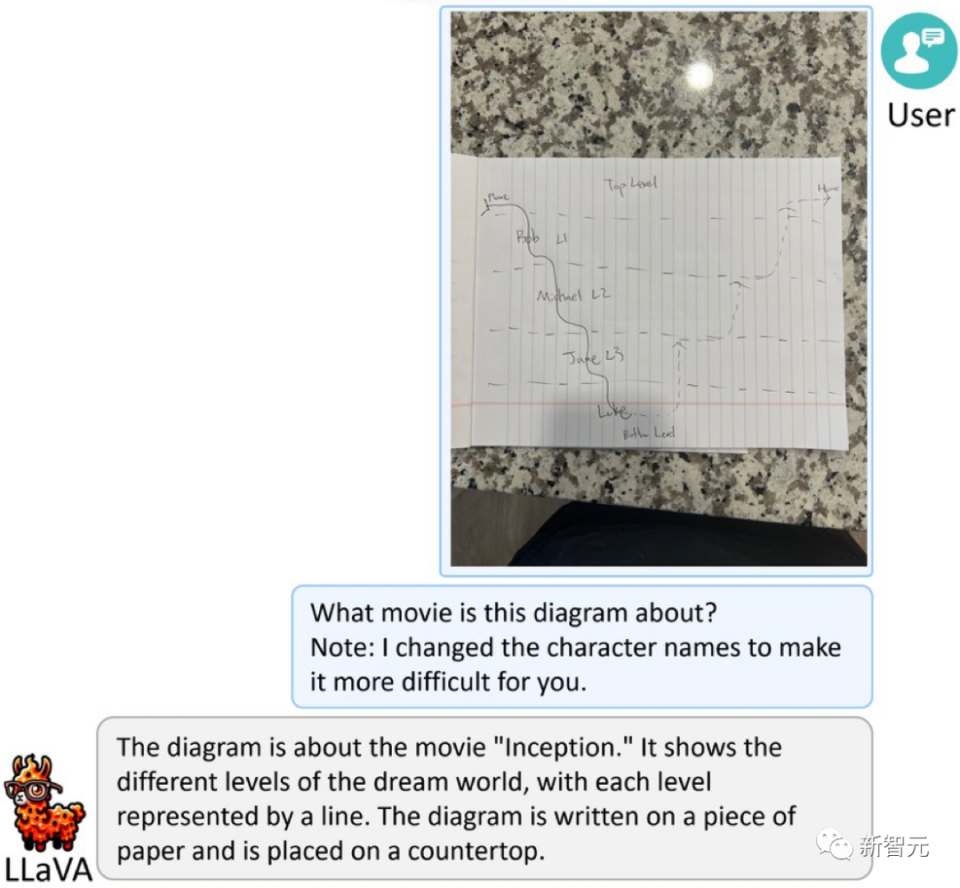 User
Top Level
Plane
Home
Bob L1
Michael L2
Jane L3
Luke
Bottom Level
What movie is this diagram about?
Note: I changed the character names to make
it more difficult for you.
The diagram is about the movie "Inception." It shows the
different levels of the dream world, with each level
represented by a line. The diagram is written on a piece of
paper and is placed on a countertop.
LLaVA
新智元